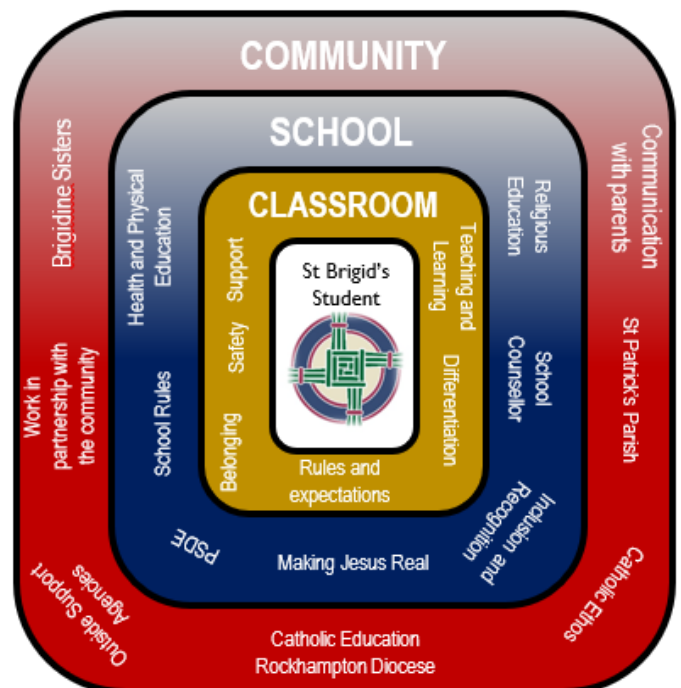 COMMUNITY
Brigidine Sisters
Work in
partnership with
the community
Outside Support
Agencies
Catholic Education
Rockhampton Diocese
Catholic Ethos
St Patrick's Parish
Communication
with parents
SCHOOL
Health and Physical
Education
School Rules
PSDE
Making Jesus Real
Inclusion and
Recognition
School
Counsellor
Religious
Education
CLASSROOM
Support
Safety
Belonging
Rules and
expectations
Differentiation
Teaching and
Learning
St Brigid's
Student